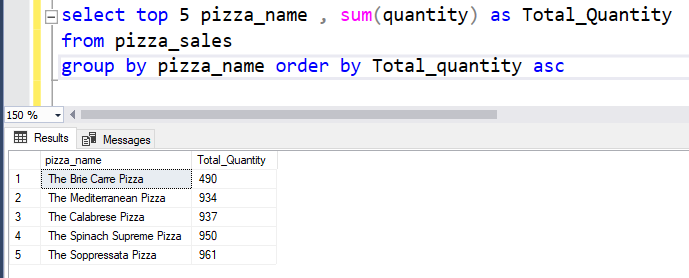 select top 5 pizza_name , sum(quantity) as Total_Quantity
from pizza_sales
group by pizza_name order by Total_quantity asc
150 %
Results Messages
pizza_name Total_Quantity
1 The Brie Carre Pizza 490
2 The Mediterranean Pizza 934
3 The Calabrese Pizza 937
4 The Spinach Supreme Pizza 950
5 The Soppressata Pizza 961